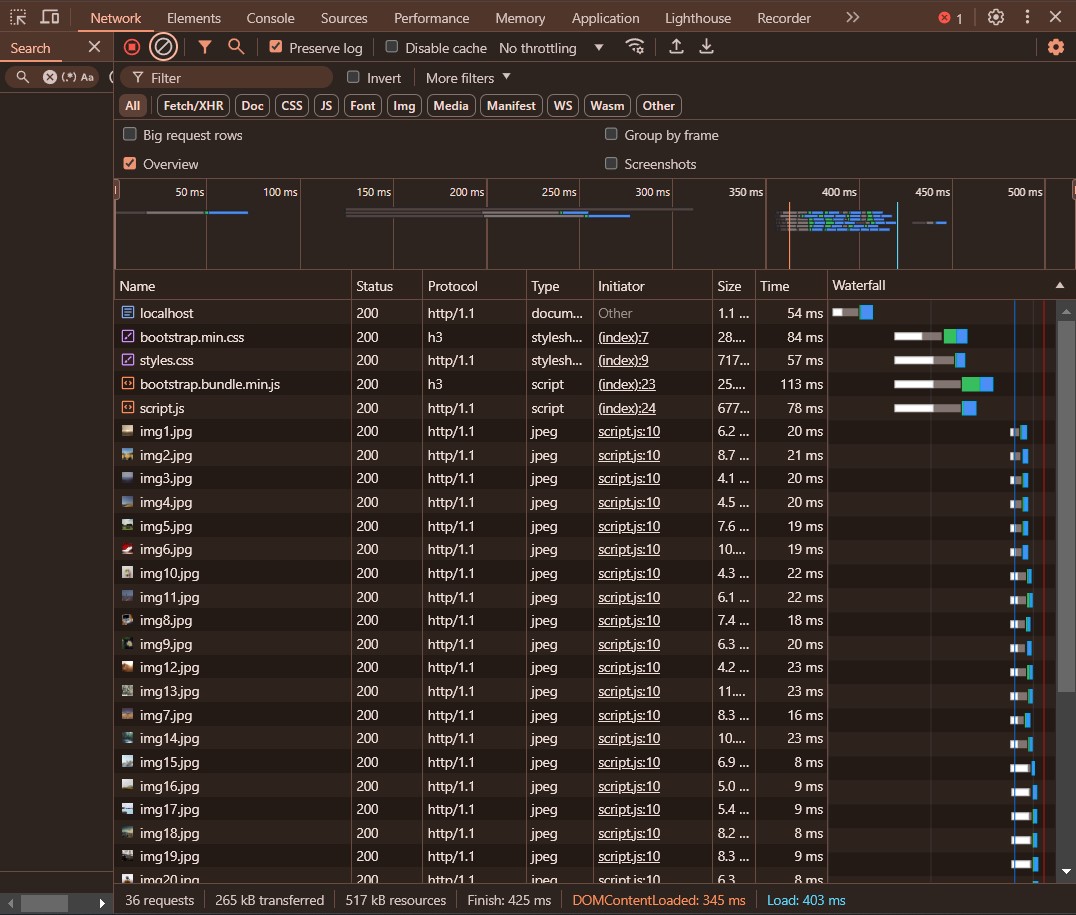 Network Elements Console Sources Performance Memory Application Lighthouse Recorder 1
Search Preserve log Disable cache No throttling
(.*) Aa Filter Invert More filters
All Fetch/XHR Doc CSS JS Font Img Media Manifest WS Wasm Other
Big request rows Group by frame
Overview Screenshots
50 ms 100 ms 150 ms 200 ms 250 ms 300 ms 350 ms 400 ms 450 ms 500 ms
Name Status Protocol Type Initiator Size Time Waterfall
localhost 200 http/1.1 docum... Other 1.1 ... 54 ms
bootstrap.min.css 200 h3 stylesh... (index):7 28.... 84 ms
styles.css 200 http/1.1 stylesh... (index):9 717... 57 ms
bootstrap.bundle.min.js 200 h3 script (index):23 25.... 113 ms
script.js 200 http/1.1 script (index):24 677... 78 ms
img1.jpg 200 http/1.1 jpeg script.js:10 6.2 ... 20 ms
img2.jpg 200 http/1.1 jpeg script.js:10 8.7 ... 21 ms
img3.jpg 200 http/1.1 jpeg script.js:10 4.1 ... 20 ms
img4.jpg 200 http/1.1 jpeg script.js:10 4.5 ... 20 ms
img5.jpg 200 http/1.1 jpeg script.js:10 7.6 ... 19 ms
img6.jpg 200 http/1.1 jpeg script.js:10 10.... 19 ms
img10.jpg 200 http/1.1 jpeg script.js:10 4.3 ... 22 ms
img11.jpg 200 http/1.1 jpeg script.js:10 6.1 ... 22 ms
img8.jpg 200 http/1.1 jpeg script.js:10 7.4 ... 18 ms
img9.jpg 200 http/1.1 jpeg script.js:10 6.3 ... 20 ms
img12.jpg 200 http/1.1 jpeg script.js:10 4.2 ... 23 ms
img13.jpg 200 http/1.1 jpeg script.js:10 11.... 23 ms
img7.jpg 200 http/1.1 jpeg script.js:10 8.3 ... 16 ms
img14.jpg 200 http/1.1 jpeg script.js:10 10.... 23 ms
img15.jpg 200 http/1.1 jpeg script.js:10 6.9 ... 8 ms
img16.jpg 200 http/1.1 jpeg script.js:10 5.0 ... 9 ms
img17.jpg 200 http/1.1 jpeg script.js:10 5.4 ... 9 ms
img18.jpg 200 http/1.1 jpeg script.js:10 8.2 ... 8 ms
img19.jpg 200 http/1.1 jpeg script.js:10 8.3 ... 9 ms
img20.jpg 200 http/1.1 jpeg script.js:10 6.3 ... 8 ms
36 requests 265 kB transferred 517 kB resources Finish: 425 ms DOMContentLoaded: 345 ms Load: 403 ms